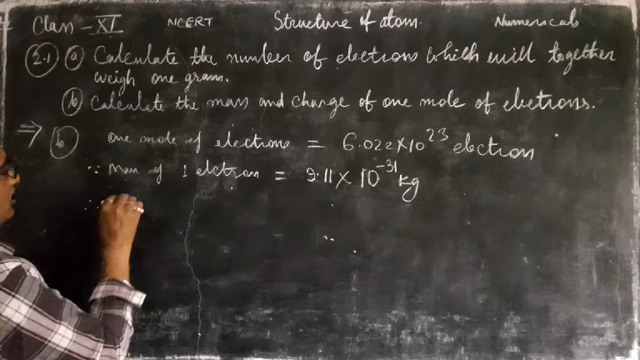 Class - XI NCERT Structure of atom. Numericals
2.1 (a) Calculate the number of electrons which will together
weigh one gram.
(b) Calculate the mass and charge of one mole of electrons.
⇒ (b) One mole of electrons = 6.022 × 10²³ electron
∵ Mass of 1 electron = 9.11 × 10⁻³¹ kg